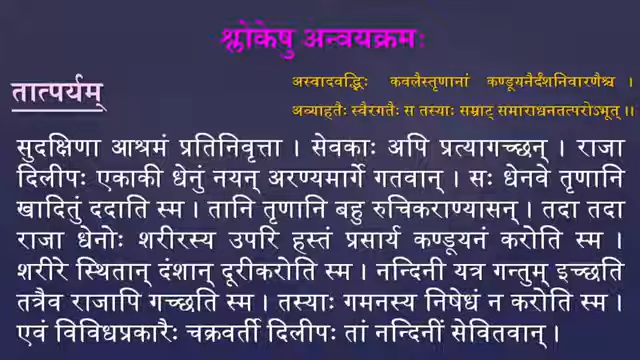 श्लोकेषु अन्वयक्रमः
तात्पर्यम्
अस्वादवद्भिः कवलैस्तृणानां कण्डूयनैर्दंशनिवारणैश्च ।
अव्याहतैः स्वैरगतैः स तस्याः सम्राट् समाराधनतत्परोऽभूत् ।।
सुदक्षिणा आश्रमं प्रतिनिवृत्ता । सेवकाः अपि प्रत्यागच्छन् । राजा
दिलीपः एकाकी धेनुं नयन् अरण्यमार्गे गतवान् । सः धेनवे तृणानि
खादितुं ददाति स्म । तानि तृणानि बहु रुचिकराण्यासन् । तदा तदा
राजा धेनोः शरीरस्य उपरि हस्तं प्रसार्य कण्डूयनं करोति स्म ।
शरीरे स्थितान् दंशान् दूरीकरोति स्म । नन्दिनी यत्र गन्तुम् इच्छति
तत्रैव राजापि गच्छति स्म । तस्याः गमनस्य निषेधं न करोति स्म ।
एवं विविधप्रकारैः चक्रवर्ती दिलीपः तां नन्दिनीं सेवितवान् ।